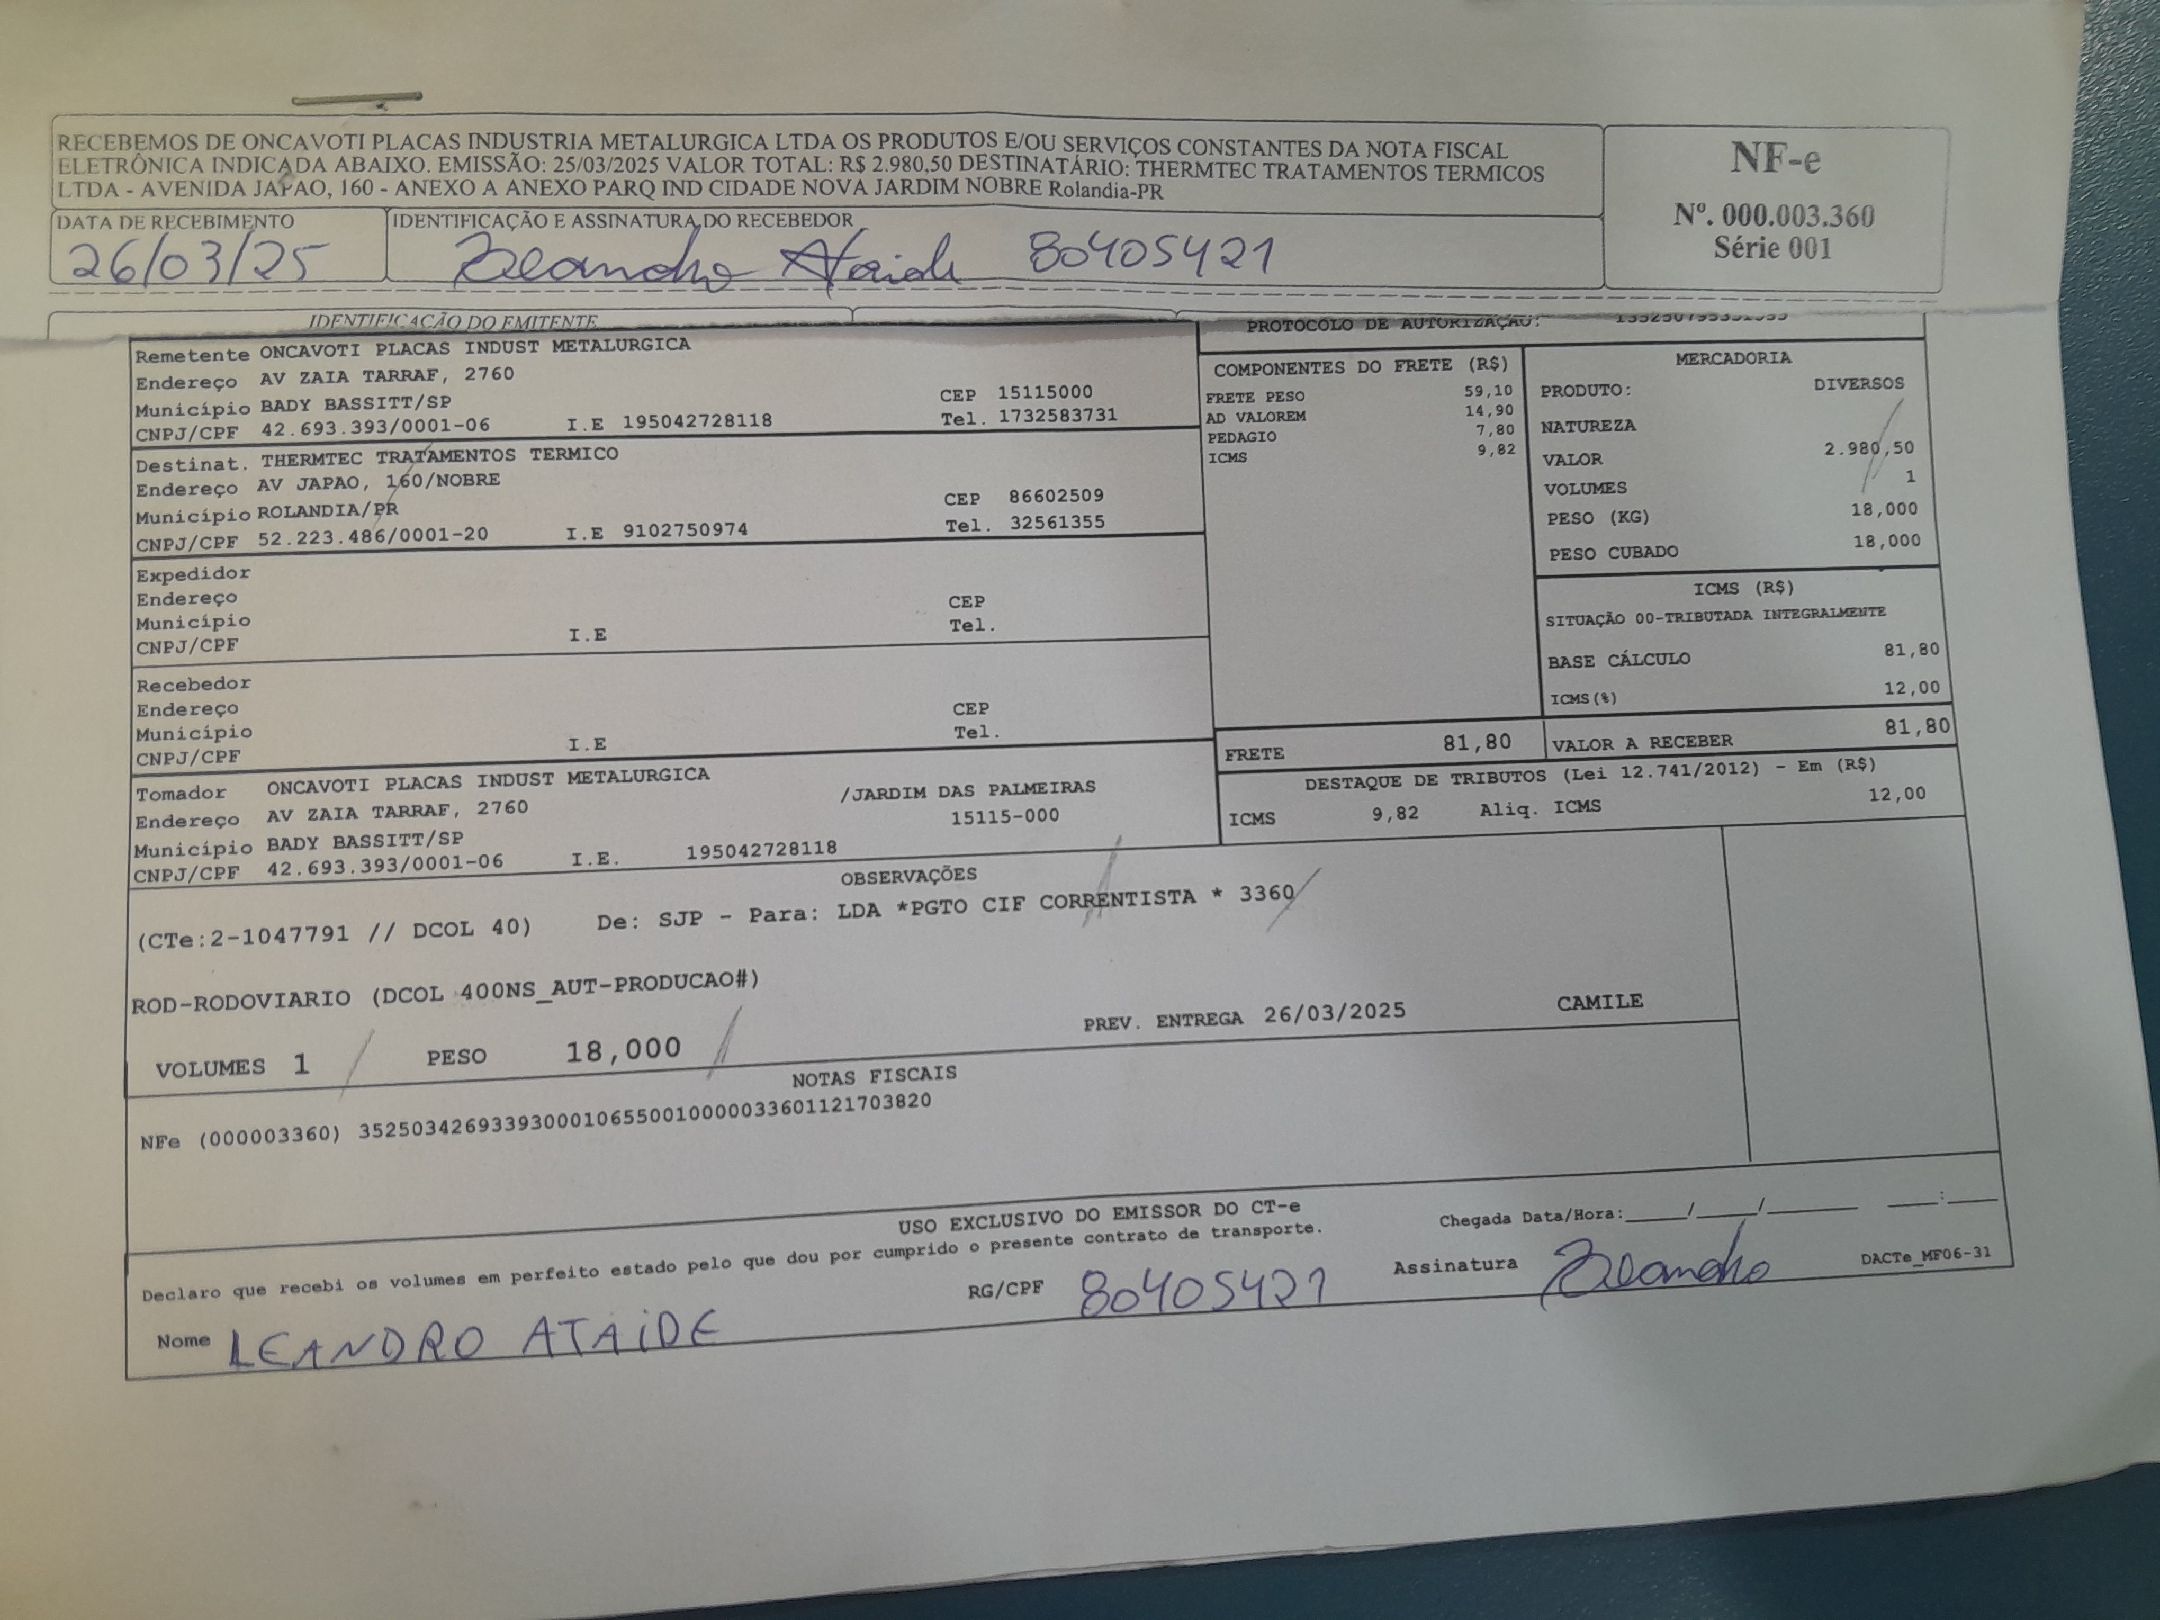 RECEBEMOS DE ONCAVOTI PLACAS INDUSTRIA METALURGICA LTDA OS PRODUTOS E/OU SERVIÇOS CONSTANTES DA NOTA FISCAL
ELETRÔNICA INDICADA ABAIXO. EMISSÃO: 25/03/2025 VALOR TOTAL: R$ 2.980,50 DESTINATÁRIO: THERMTEC TRATAMENTOS TERMICOS
LTDA - AVENIDA JAPAO, 160 - ANEXO A ANEXO PARQ IND CIDADE NOVA JARDIM NOBRE Rolandia-PR
NF-e
Nº. 000.003.360
Série 001
DATA DE RECEBIMENTO
26/03/25
IDENTIFICAÇÃO E ASSINATURA DO RECEBEDOR
Leandro Ataide 80405421
IDENTIFICAÇÃO DO EMITENTE
PROTOCOLO DE AUTORIZAÇÃO:
Remetente ONCAVOTI PLACAS INDUST METALURGICA
Endereço AV ZAIA TARRAF, 2760
Município BADY BASSITT/SP CEP 15115000
CNPJ/CPF 42.693.393/0001-06 I.E 195042728118 Tel. 1732583731
Destinat. THERMTEC TRATAMENTOS TERMICO
Endereço AV JAPAO, 160/NOBRE
Município ROLANDIA/PR CEP 86602509
CNPJ/CPF 52.223.486/0001-20 I.E 9102750974 Tel. 32561355
Expedidor
Endereço
Município CEP
CNPJ/CPF I.E Tel.
Recebedor
Endereço
Município CEP
CNPJ/CPF I.E Tel.
Tomador ONCAVOTI PLACAS INDUST METALURGICA
Endereço AV ZAIA TARRAF, 2760 /JARDIM DAS PALMEIRAS
Município BADY BASSITT/SP 15115-000
CNPJ/CPF 42.693.393/0001-06 I.E. 195042728118
COMPONENTES DO FRETE (R$)
FRETE PESO 59,10
AD VALOREM 14,90
PEDAGIO 7,80
ICMS 9,82
MERCADORIA
PRODUTO: DIVERSOS
NATUREZA
VALOR 2.980,50
VOLUMES 1
PESO (KG) 18,000
PESO CUBADO 18,000
ICMS (R$)
SITUAÇÃO 00-TRIBUTADA INTEGRALMENTE
BASE CÁLCULO 81,80
ICMS(%) 12,00
FRETE 81,80 VALOR A RECEBER 81,80
DESTAQUE DE TRIBUTOS (Lei 12.741/2012) - Em (R$)
ICMS 9,82 Aliq. ICMS 12,00
OBSERVAÇÕES
(CTe:2-1047791 // DCOL 40) De: SJP - Para: LDA *PGTO CIF CORRENTISTA * 3360
ROD-RODOVIARIO (DCOL 400NS_AUT-PRODUCAO#)
VOLUMES 1 PESO 18,000 PREV. ENTREGA 26/03/2025 CAMILE
NOTAS FISCAIS
NFe (000003360) 35250342693393000106550010000033601121703820
USO EXCLUSIVO DO EMISSOR DO CT-e
Declaro que recebi os volumes em perfeito estado pelo que dou por cumprido o presente contrato de transporte.
Chegada Data/Hora:_____/_____/_______ ____:____
Nome LEANDRO ATAIDE RG/CPF 80405421 Assinatura Leandro DACTe_MF06-31